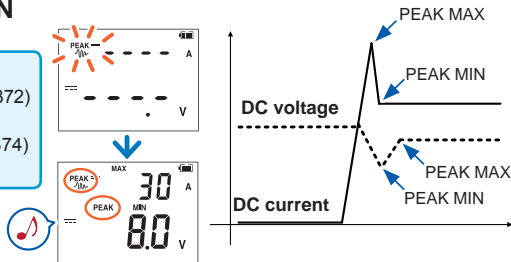 N
372)
374)
PEAK
- - - - A
- - - . - V
MAX
PEAK
30 A
PEAK MIN
8.0 V
PEAK MAX
PEAK MIN
DC voltage
PEAK MAX
PEAK MIN
DC current